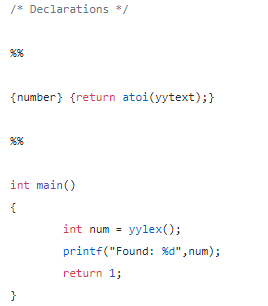 /* Declarations */
%%
{number} {return atoi(yytext);}
%%
int main()
{
int num = yylex();
printf("Found: %d",num);
return 1;
}